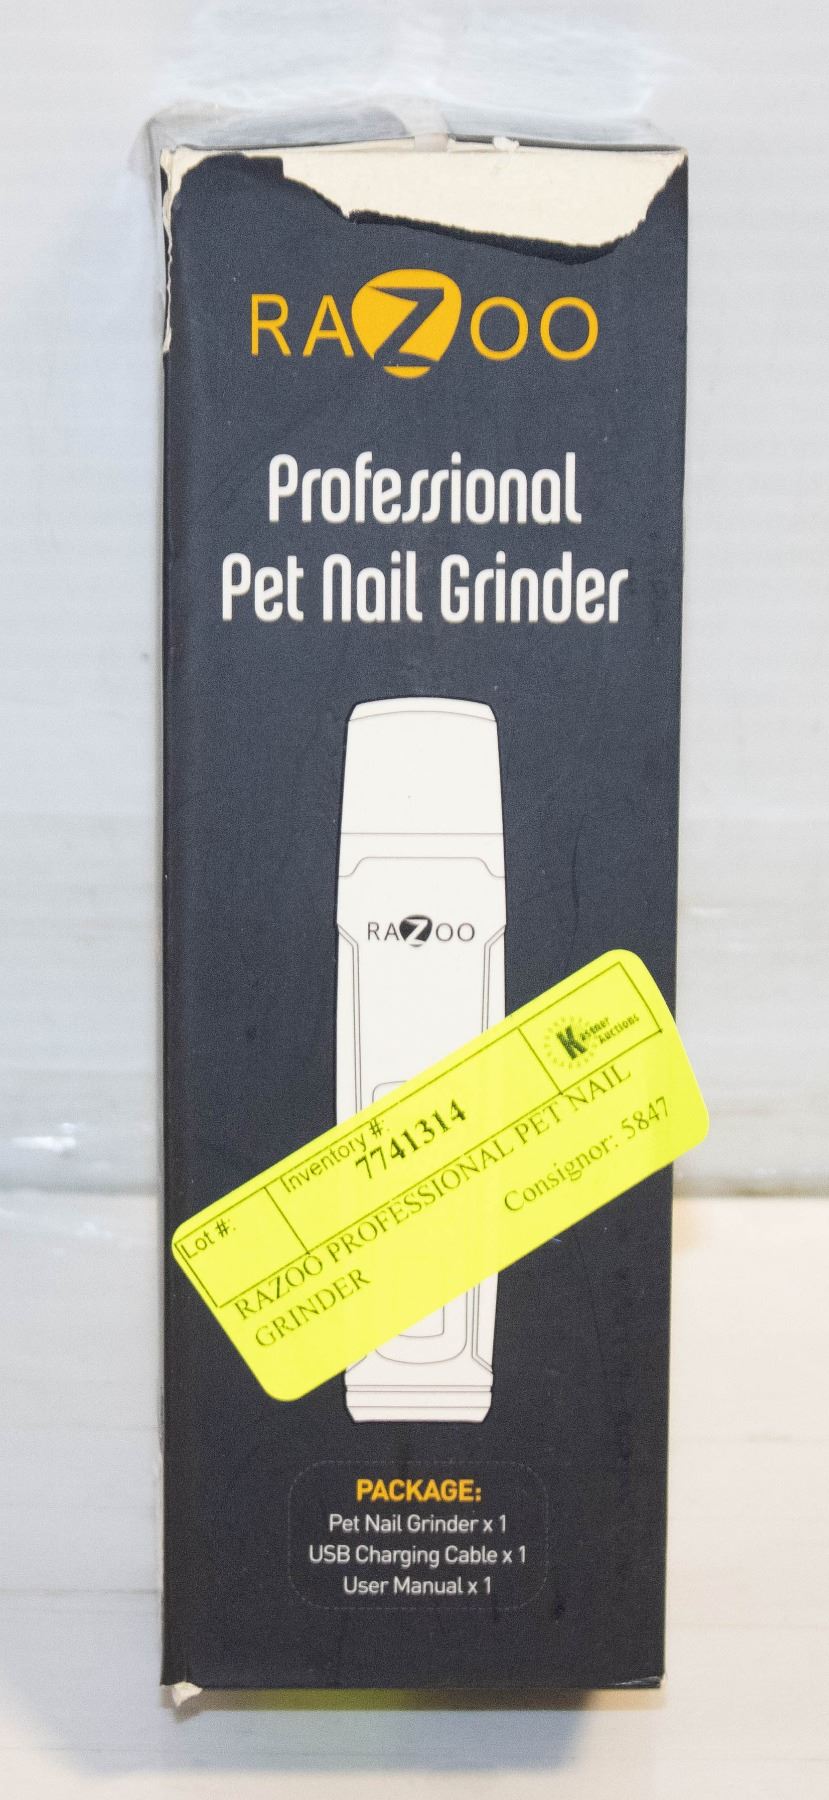 RAZOO
Professional
Pet Nail Grinder
RAZOO
Kastner
Auctions
Inventory #:
7741314
Lot #:
RAZOO PROFESSIONAL PET NAIL
GRINDER
Consignor: 5847
PACKAGE:
Pet Nail Grinder x 1
USB Charging Cable x 1
User Manual x 1